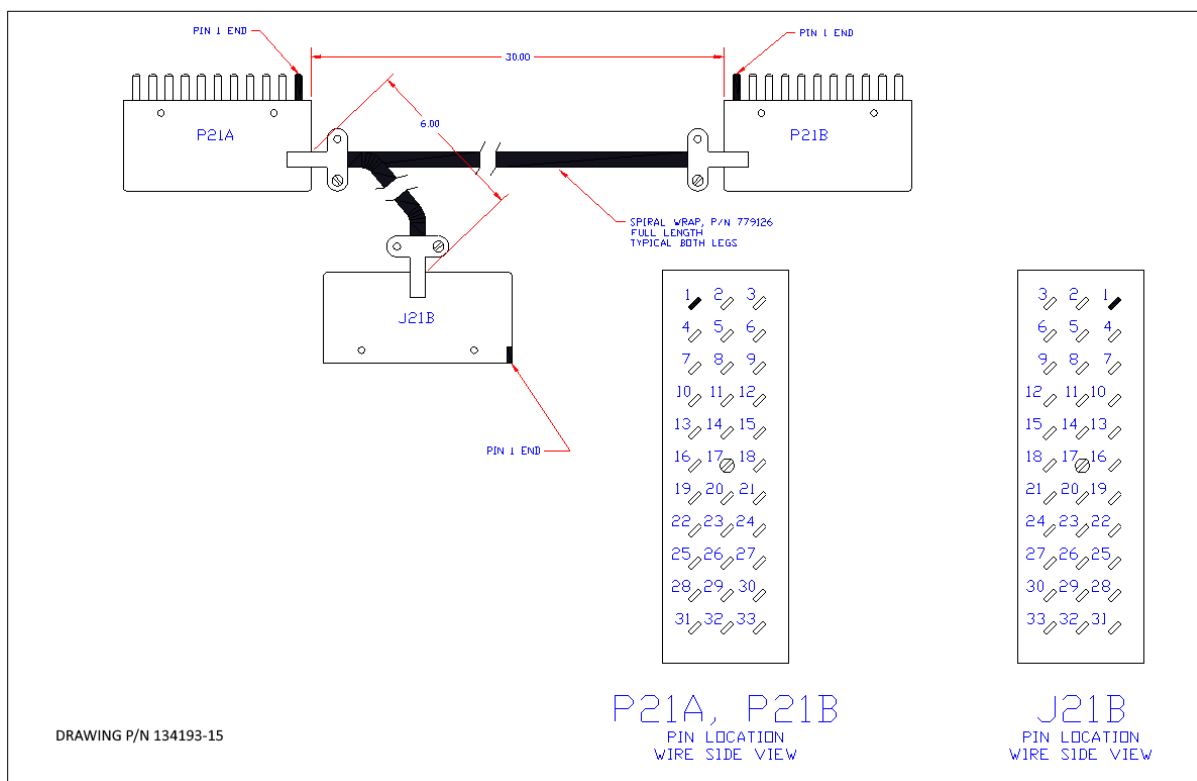 PIN 1 END
30.00
PIN 1 END
P21A
6.00
P21B
SPIRAL WRAP, P/N 779126
FULL LENGTH
TYPICAL BOTH LEGS
J21B
PIN 1 END
1 2 3
4 5 6
7 8 9
10 11 12
13 14 15
16 17 18
19 20 21
22 23 24
25 26 27
28 29 30
31 32 33
P21A, P21B
PIN LOCATION
WIRE SIDE VIEW
3 2 1
6 5 4
9 8 7
12 11 10
15 14 13
18 17 16
21 20 19
24 23 22
27 26 25
30 29 28
33 32 31
J21B
PIN LOCATION
WIRE SIDE VIEW
DRAWING P/N 134193-15